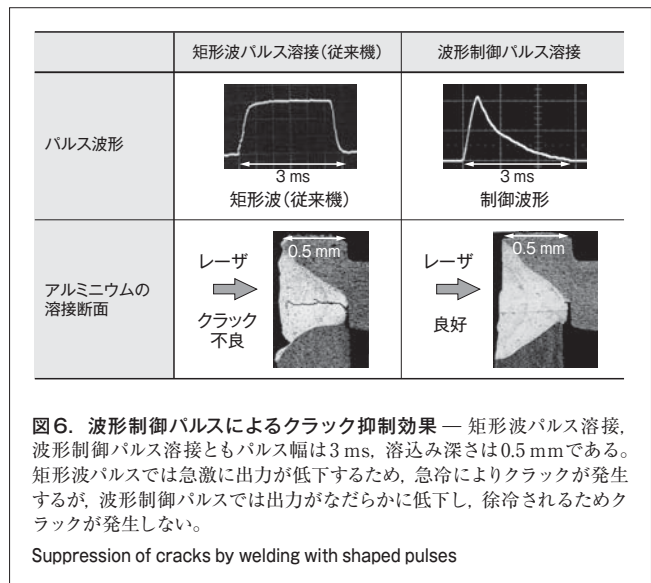 矩形波パルス溶接（従来機）
波形制御パルス溶接
パルス波形
3 ms
矩形波（従来機）
3 ms
制御波形
アルミニウムの
溶接断面
レーザ
クラック
不良
0.5 mm
レーザ
良好
0.5 mm
図6．波形制御パルスによるクラック抑制効果 — 矩形波パルス溶接，
波形制御パルス溶接ともパルス幅は3 ms，溶込み深さは0.5 mmである。
矩形波パルスでは急激に出力が低下するため，急冷によりクラックが発生
するが，波形制御パルスでは出力がなだらかに低下し，徐冷されるためク
ラックが発生しない。
Suppression of cracks by welding with shaped pulses